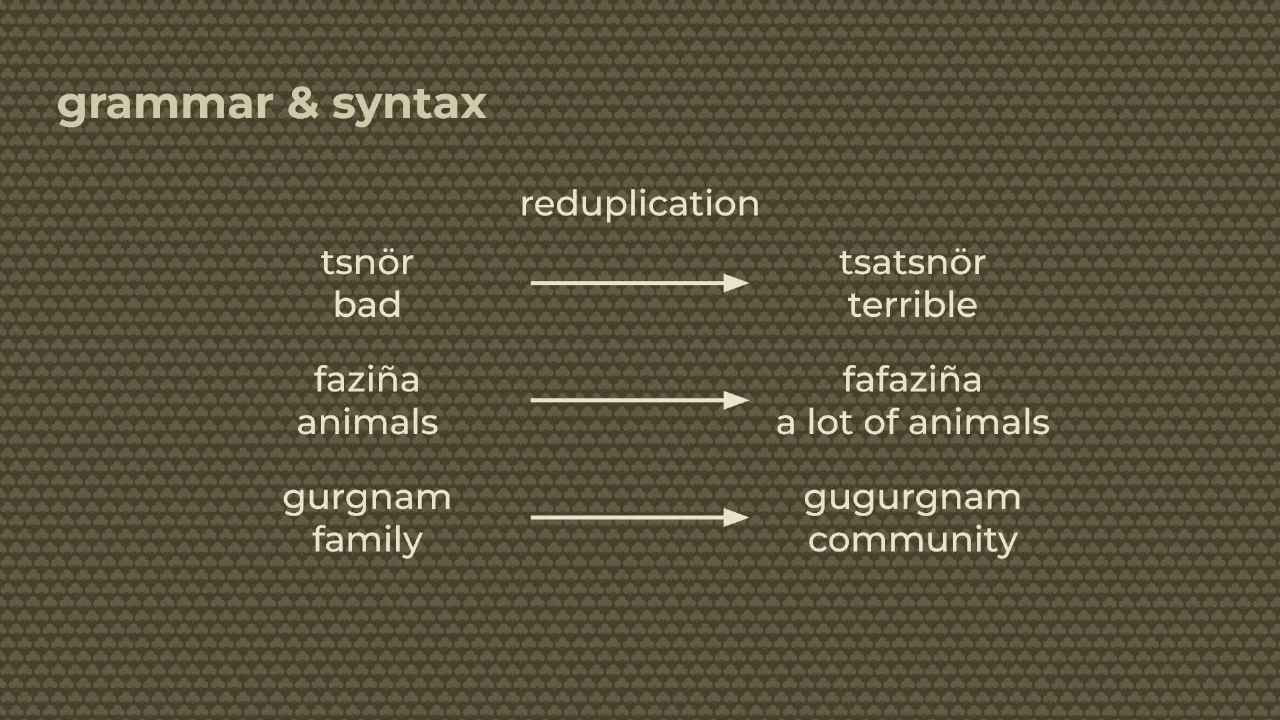 grammar & syntax
reduplication
tsnör
bad
tsatsnör
terrible
faziña
animals
fafaziña
a lot of animals
gurgnam
family
gugurgnam
community